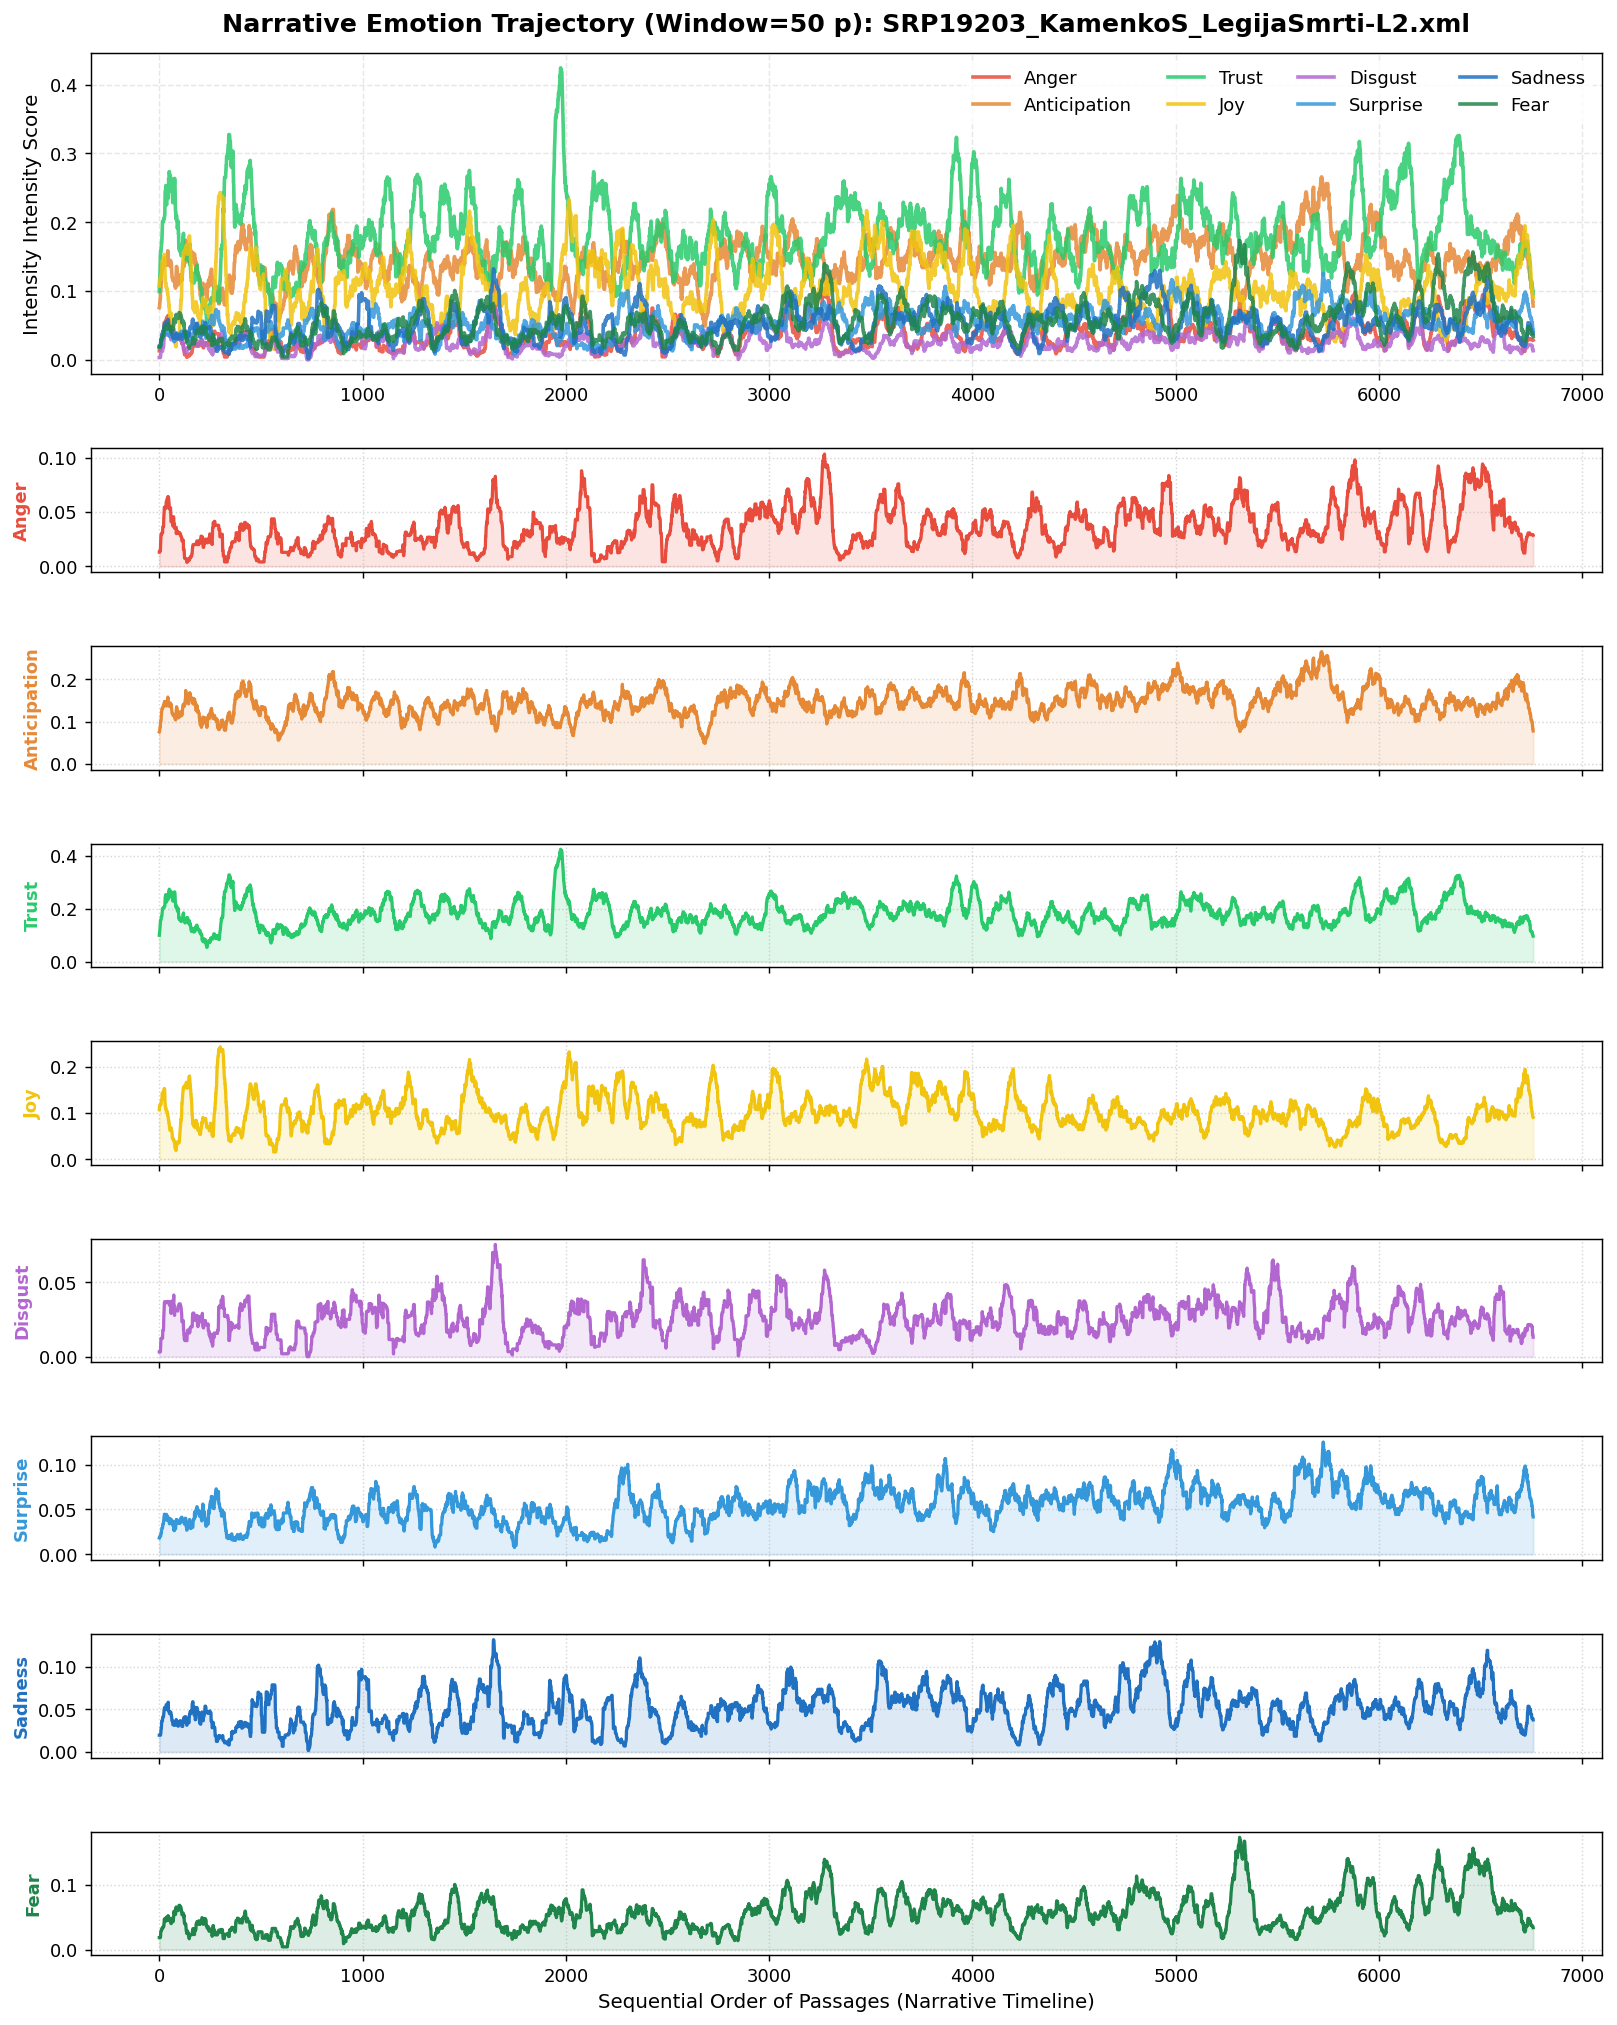 Narrative Emotion Trajectory (Window=50 p): SRP19203_KamenkoS_LegijaSmrti-L2.xml
Intensity Intensity Score
0.4
0.3
0.2
0.1
0.0
Anger Trust Disgust Sadness
Anticipation Joy Surprise Fear
0 1000 2000 3000 4000 5000 6000 7000
Anger
0.10
0.05
0.00
Anticipation
0.2
0.1
0.0
Trust
0.4
0.2
0.0
Joy
0.2
0.1
0.0
Disgust
0.05
0.00
Surprise
0.10
0.05
0.00
Sadness
0.10
0.05
0.00
Fear
0.1
0.0
0 1000 2000 3000 4000 5000 6000 7000
Sequential Order of Passages (Narrative Timeline)